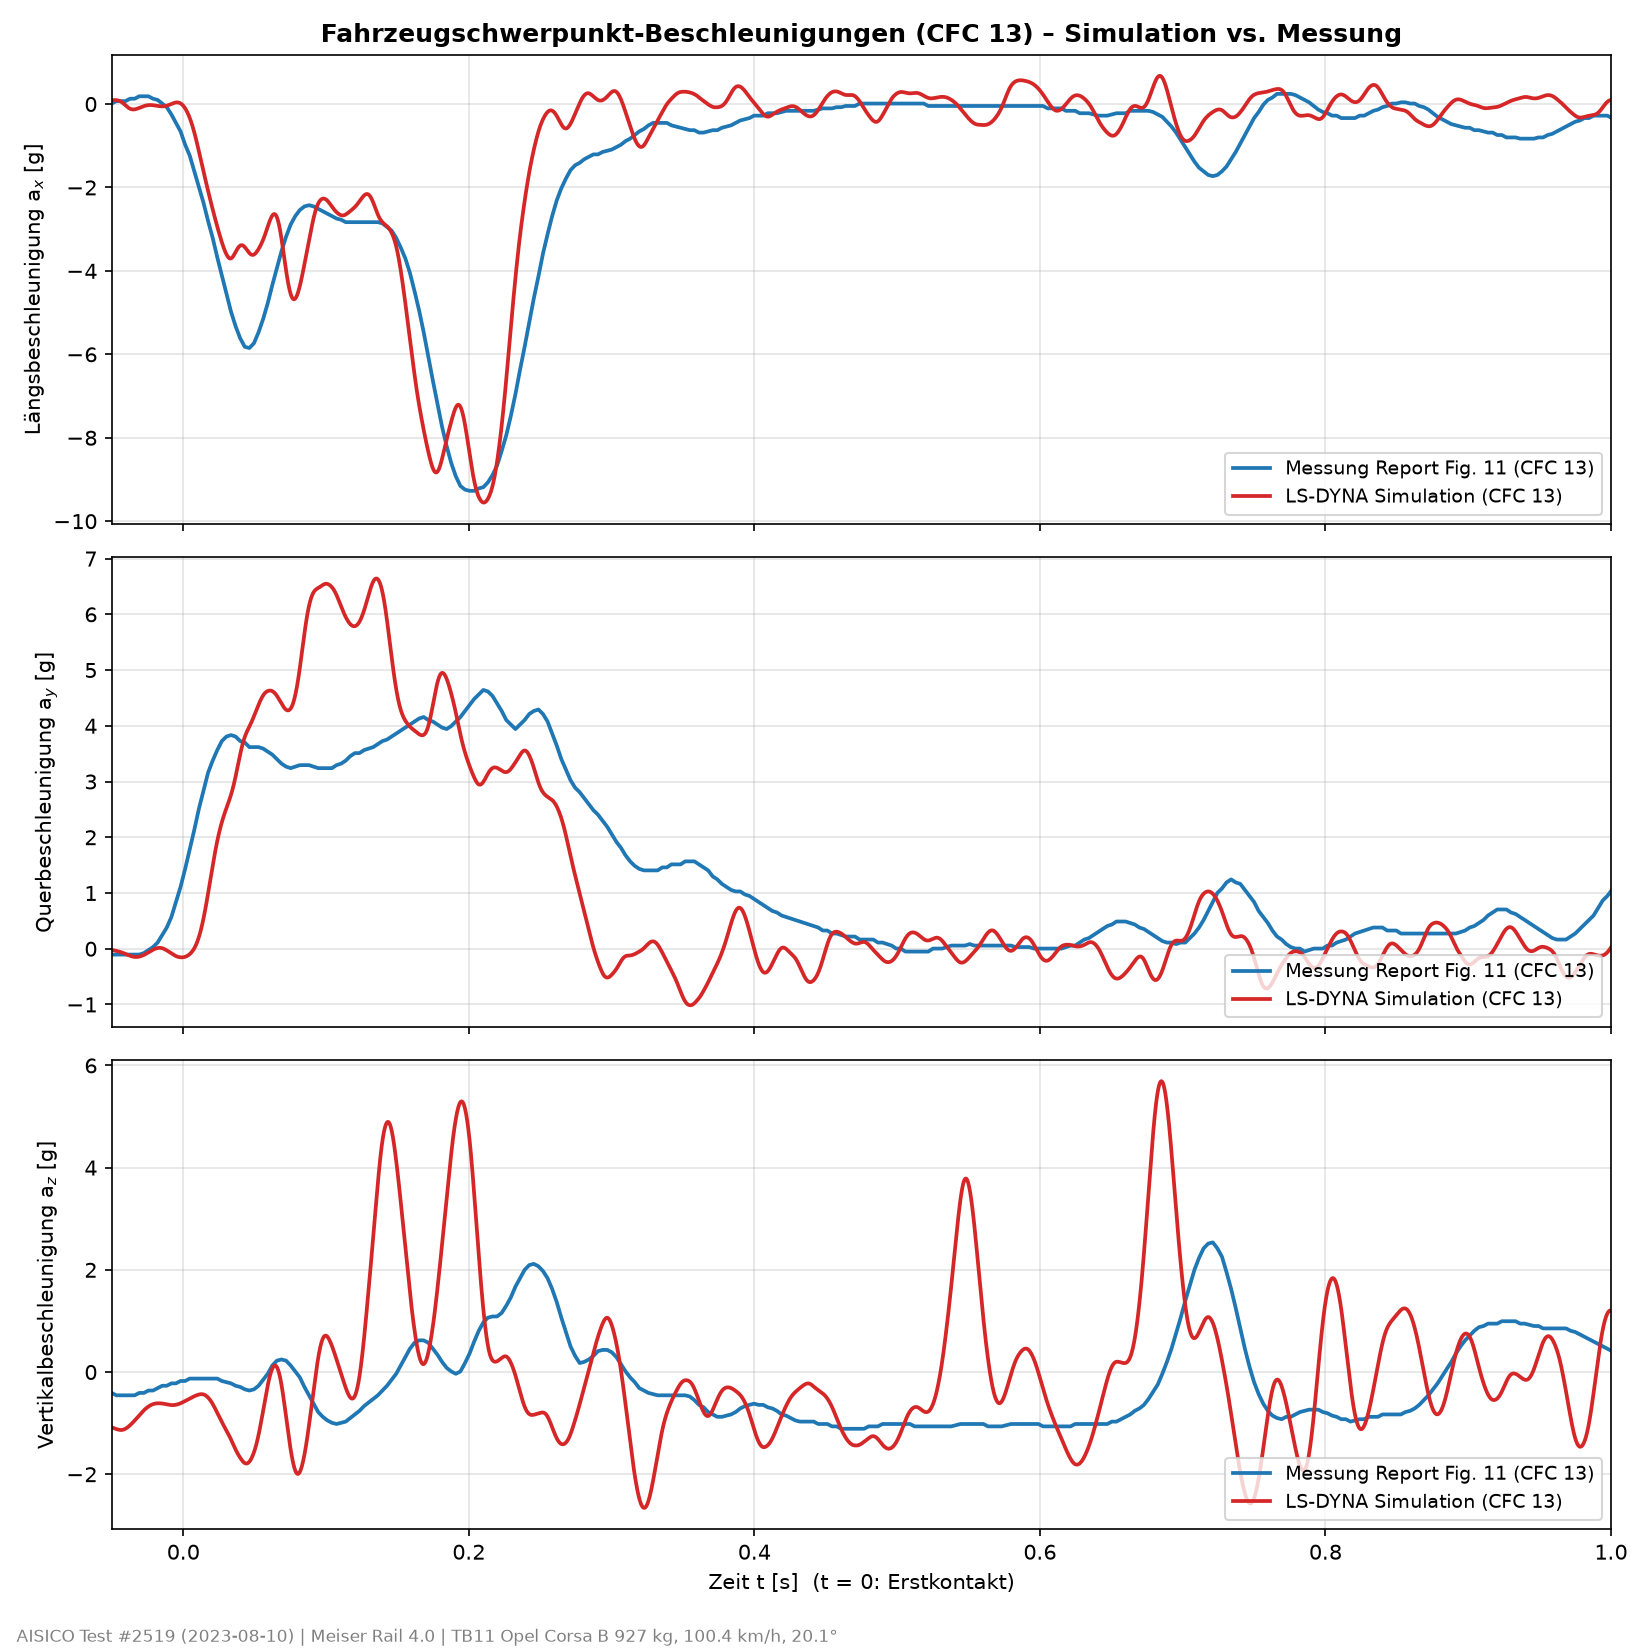 Fahrzeugschwerpunkt-Beschleunigungen (CFC 13) – Simulation vs. Messung
Längsbeschleunigung aₓ [g]
0
−2
−4
−6
−8
−10
Messung Report Fig. 11 (CFC 13)
LS-DYNA Simulation (CFC 13)
Querbeschleunigung a_y [g]
7
6
5
4
3
2
1
0
−1
Messung Report Fig. 11 (CFC 13)
LS-DYNA Simulation (CFC 13)
Vertikalbeschleunigung a_z [g]
6
4
2
0
−2
Messung Report Fig. 11 (CFC 13)
LS-DYNA Simulation (CFC 13)
0.0 0.2 0.4 0.6 0.8 1.0
Zeit t [s] (t = 0: Erstkontakt)
AISICO Test #2519 (2023-08-10) | Meiser Rail 4.0 | TB11 Opel Corsa B 927 kg, 100.4 km/h, 20.1°